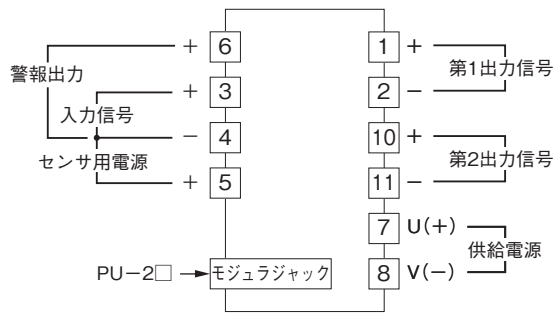 警報出力
+ 6
+ 3
入力信号
− 4
センサ用電源
+ 5
PU−2□
モジュラジャック
1 +
第1出力信号
2 −
10 +
第2出力信号
11 −
7 U(+)
供給電源
8 V(−)